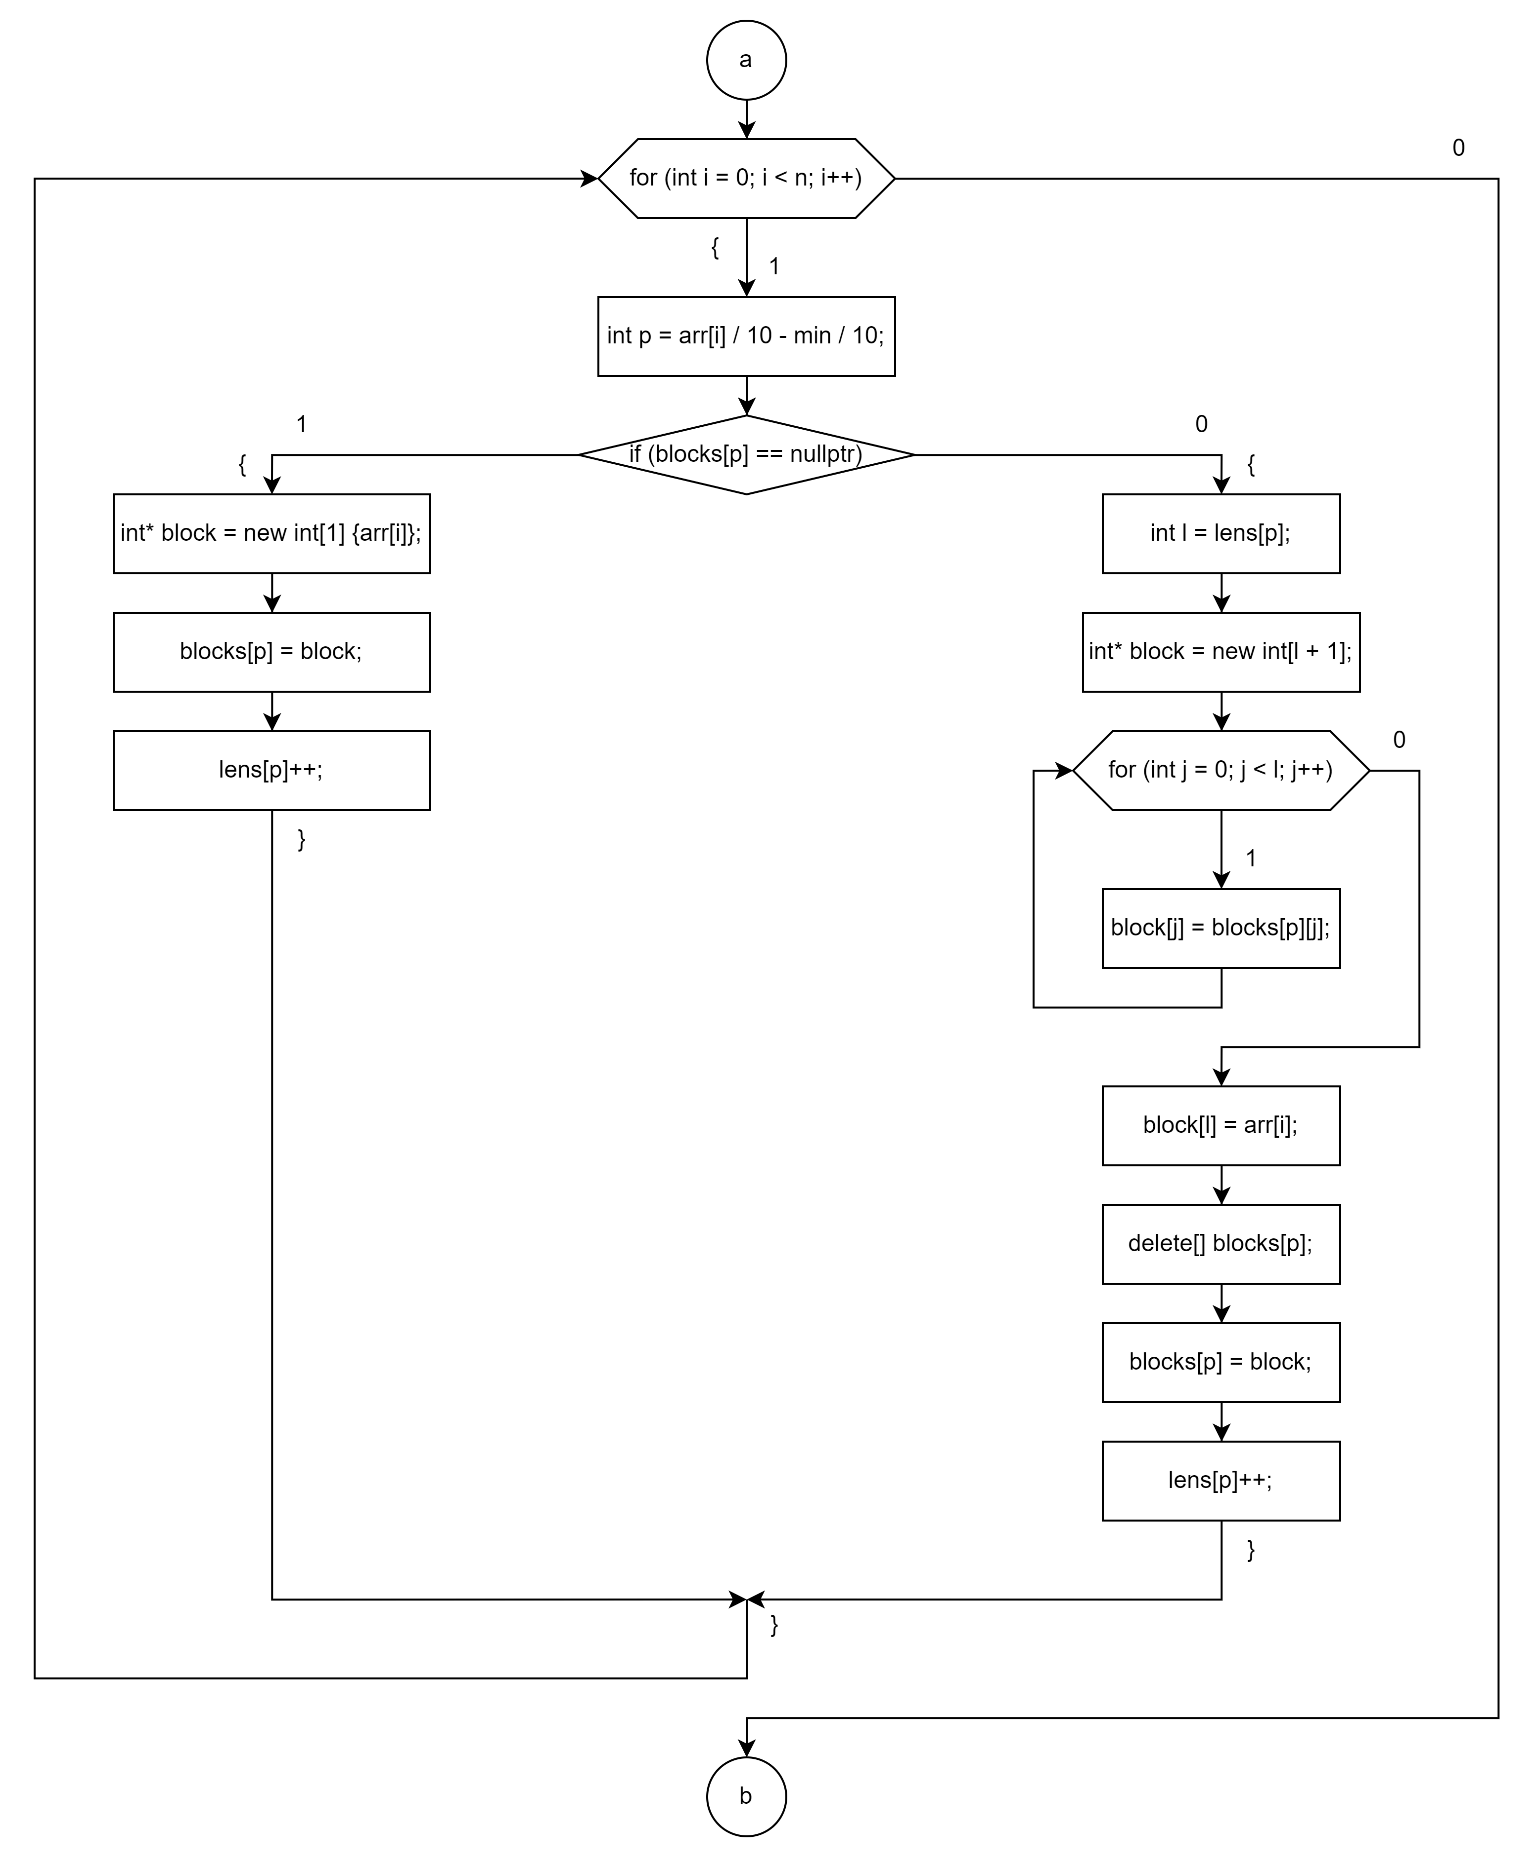 a
0
for (int i = 0; i < n; i++)
{
1
int p = arr[i] / 10 - min / 10;
1
0
if (blocks[p] == nullptr)
{
{
int* block = new int[1] {arr[i]};
int l = lens[p];
blocks[p] = block;
int* block = new int[l + 1];
0
lens[p]++;
for (int j = 0; j < l; j++)
}
1
block[j] = blocks[p][j];
block[l] = arr[i];
delete[] blocks[p];
blocks[p] = block;
lens[p]++;
}
}
b